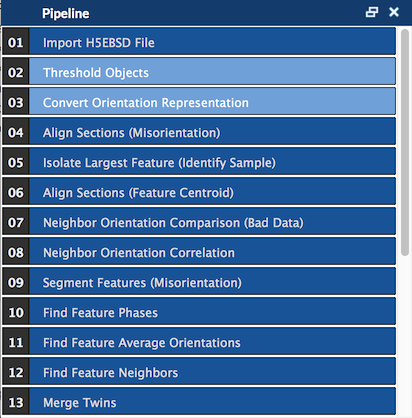 Pipeline
01 Import H5EBSD File
02 Threshold Objects
03 Convert Orientation Representation
04 Align Sections (Misorientation)
05 Isolate Largest Feature (Identify Sample)
06 Align Sections (Feature Centroid)
07 Neighbor Orientation Comparison (Bad Data)
08 Neighbor Orientation Correlation
09 Segment Features (Misorientation)
10 Find Feature Phases
11 Find Feature Average Orientations
12 Find Feature Neighbors
13 Merge Twins